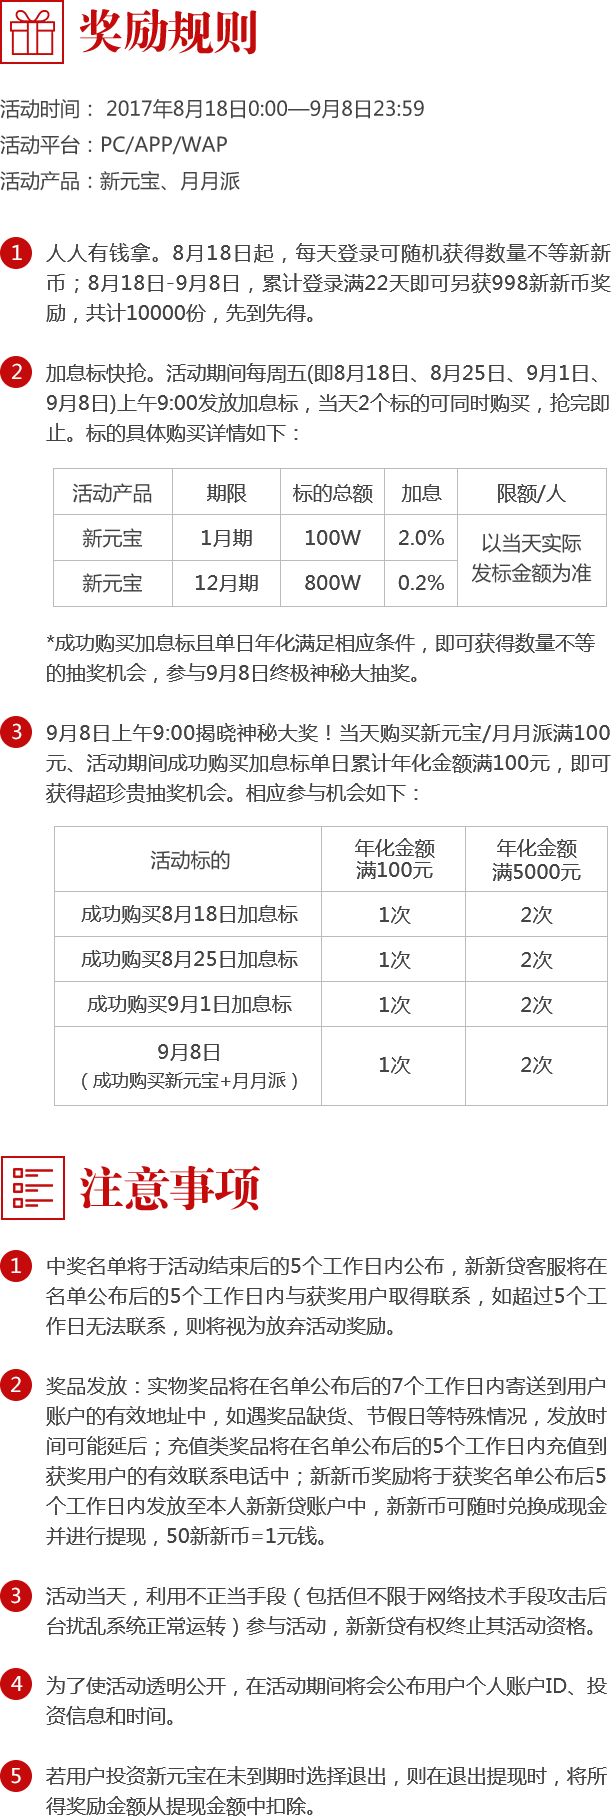 奖励规则
活动时间： 2017年8月18日0:00—9月8日23:59
活动平台：PC/APP/WAP
活动产品：新元宝、月月派
1 人人有钱拿。8月18日起，每天登录可随机获得数量不等新新
币；8月18日-9月8日，累计登录满22天即可另获998新新币奖
励，共计10000份，先到先得。
2 加息标快抢。活动期间每周五(即8月18日、8月25日、9月1日、
9月8日)上午9:00发放加息标，当天2个标的可同时购买，抢完即
止。标的具体购买详情如下：
活动产品 期限 标的总额 加息 限额/人
新元宝 1月期 100W 2.0% 以当天实际
发标金额为准
新元宝 12月期 800W 0.2%
*成功购买加息标且单日年化满足相应条件，即可获得数量不等
的抽奖机会，参与9月8日终极神秘大抽奖。
3 9月8日上午9:00揭晓神秘大奖！当天购买新元宝/月月派满100
元、活动期间成功购买加息标单日累计年化金额满100元，即可
获得超珍贵抽奖机会。相应参与机会如下：
活动标的 年化金额 年化金额
满100元 满5000元
成功购买8月18日加息标 1次 2次
成功购买8月25日加息标 1次 2次
成功购买9月1日加息标 1次 2次
9月8日
（成功购买新元宝+月月派） 1次 2次
注意事项
1 中奖名单将于活动结束后的5个工作日内公布，新新贷客服将在
名单公布后的5个工作日内与获奖用户取得联系，如超过5个工
作日无法联系，则将视为放弃活动奖励。
2 奖品发放：实物奖品将在名单公布后的7个工作日内寄送到用户
账户的有效地址中，如遇奖品缺货、节假日等特殊情况，发放时
间可能延后；充值类奖品将在名单公布后的5个工作日内充值到
获奖用户的有效联系电话中；新新币奖励将于获奖名单公布后5
个工作日内发放至本人新新贷账户中，新新币可随时兑换成现金
并进行提现，50新新币=1元钱。
3 活动当天，利用不正当手段（包括但不限于网络技术手段攻击后
台扰乱系统正常运转）参与活动，新新贷有权终止其活动资格。
4 为了使活动透明公开，在活动期间将会公布用户个人账户ID、投
资信息和时间。
5 若用户投资新元宝在未到期时选择退出，则在退出提现时，将所
得奖励金额从提现金额中扣除。